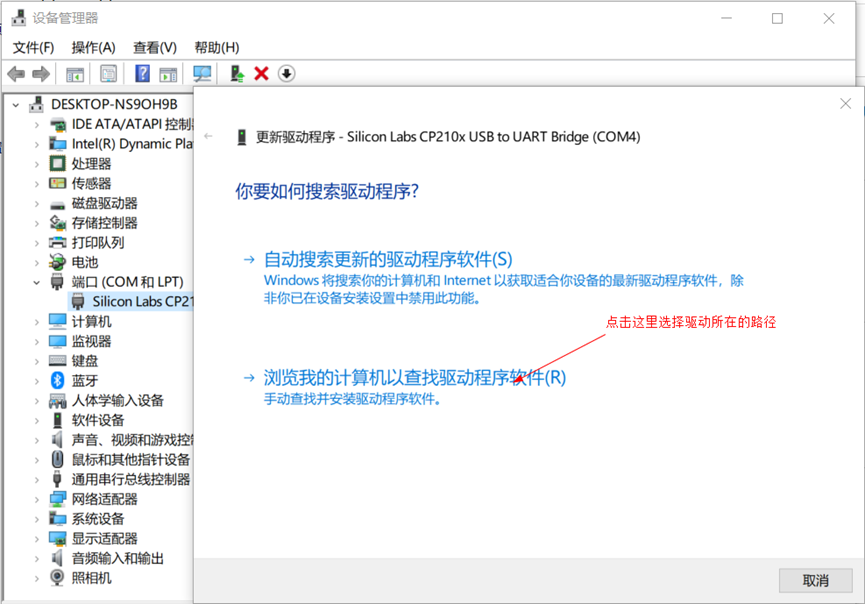 设备管理器
文件(F) 操作(A) 查看(V) 帮助(H)
DESKTOP-NS9OH9B
IDE ATA/ATAPI 控制
Intel(R) Dynamic Pla
处理器
传感器
磁盘驱动器
存储控制器
打印队列
电池
端口 (COM 和 LPT)
Silicon Labs CP21
计算机
监视器
键盘
蓝牙
人体学输入设备
软件设备
声音、视频和游戏控
鼠标和其他指针设备
通用串行总线控制器
网络适配器
系统设备
显示适配器
音频输入和输出
照相机
更新驱动程序 - Silicon Labs CP210x USB to UART Bridge (COM4)
你要如何搜索驱动程序?
自动搜索更新的驱动程序软件(S)
Windows 将搜索你的计算机和 Internet 以获取适合你设备的最新驱动程序软件，除
非你已在设备安装设置中禁用此功能。
点击这里选择驱动所在的路径
浏览我的计算机以查找驱动程序软件(R)
手动查找并安装驱动程序软件。
取消